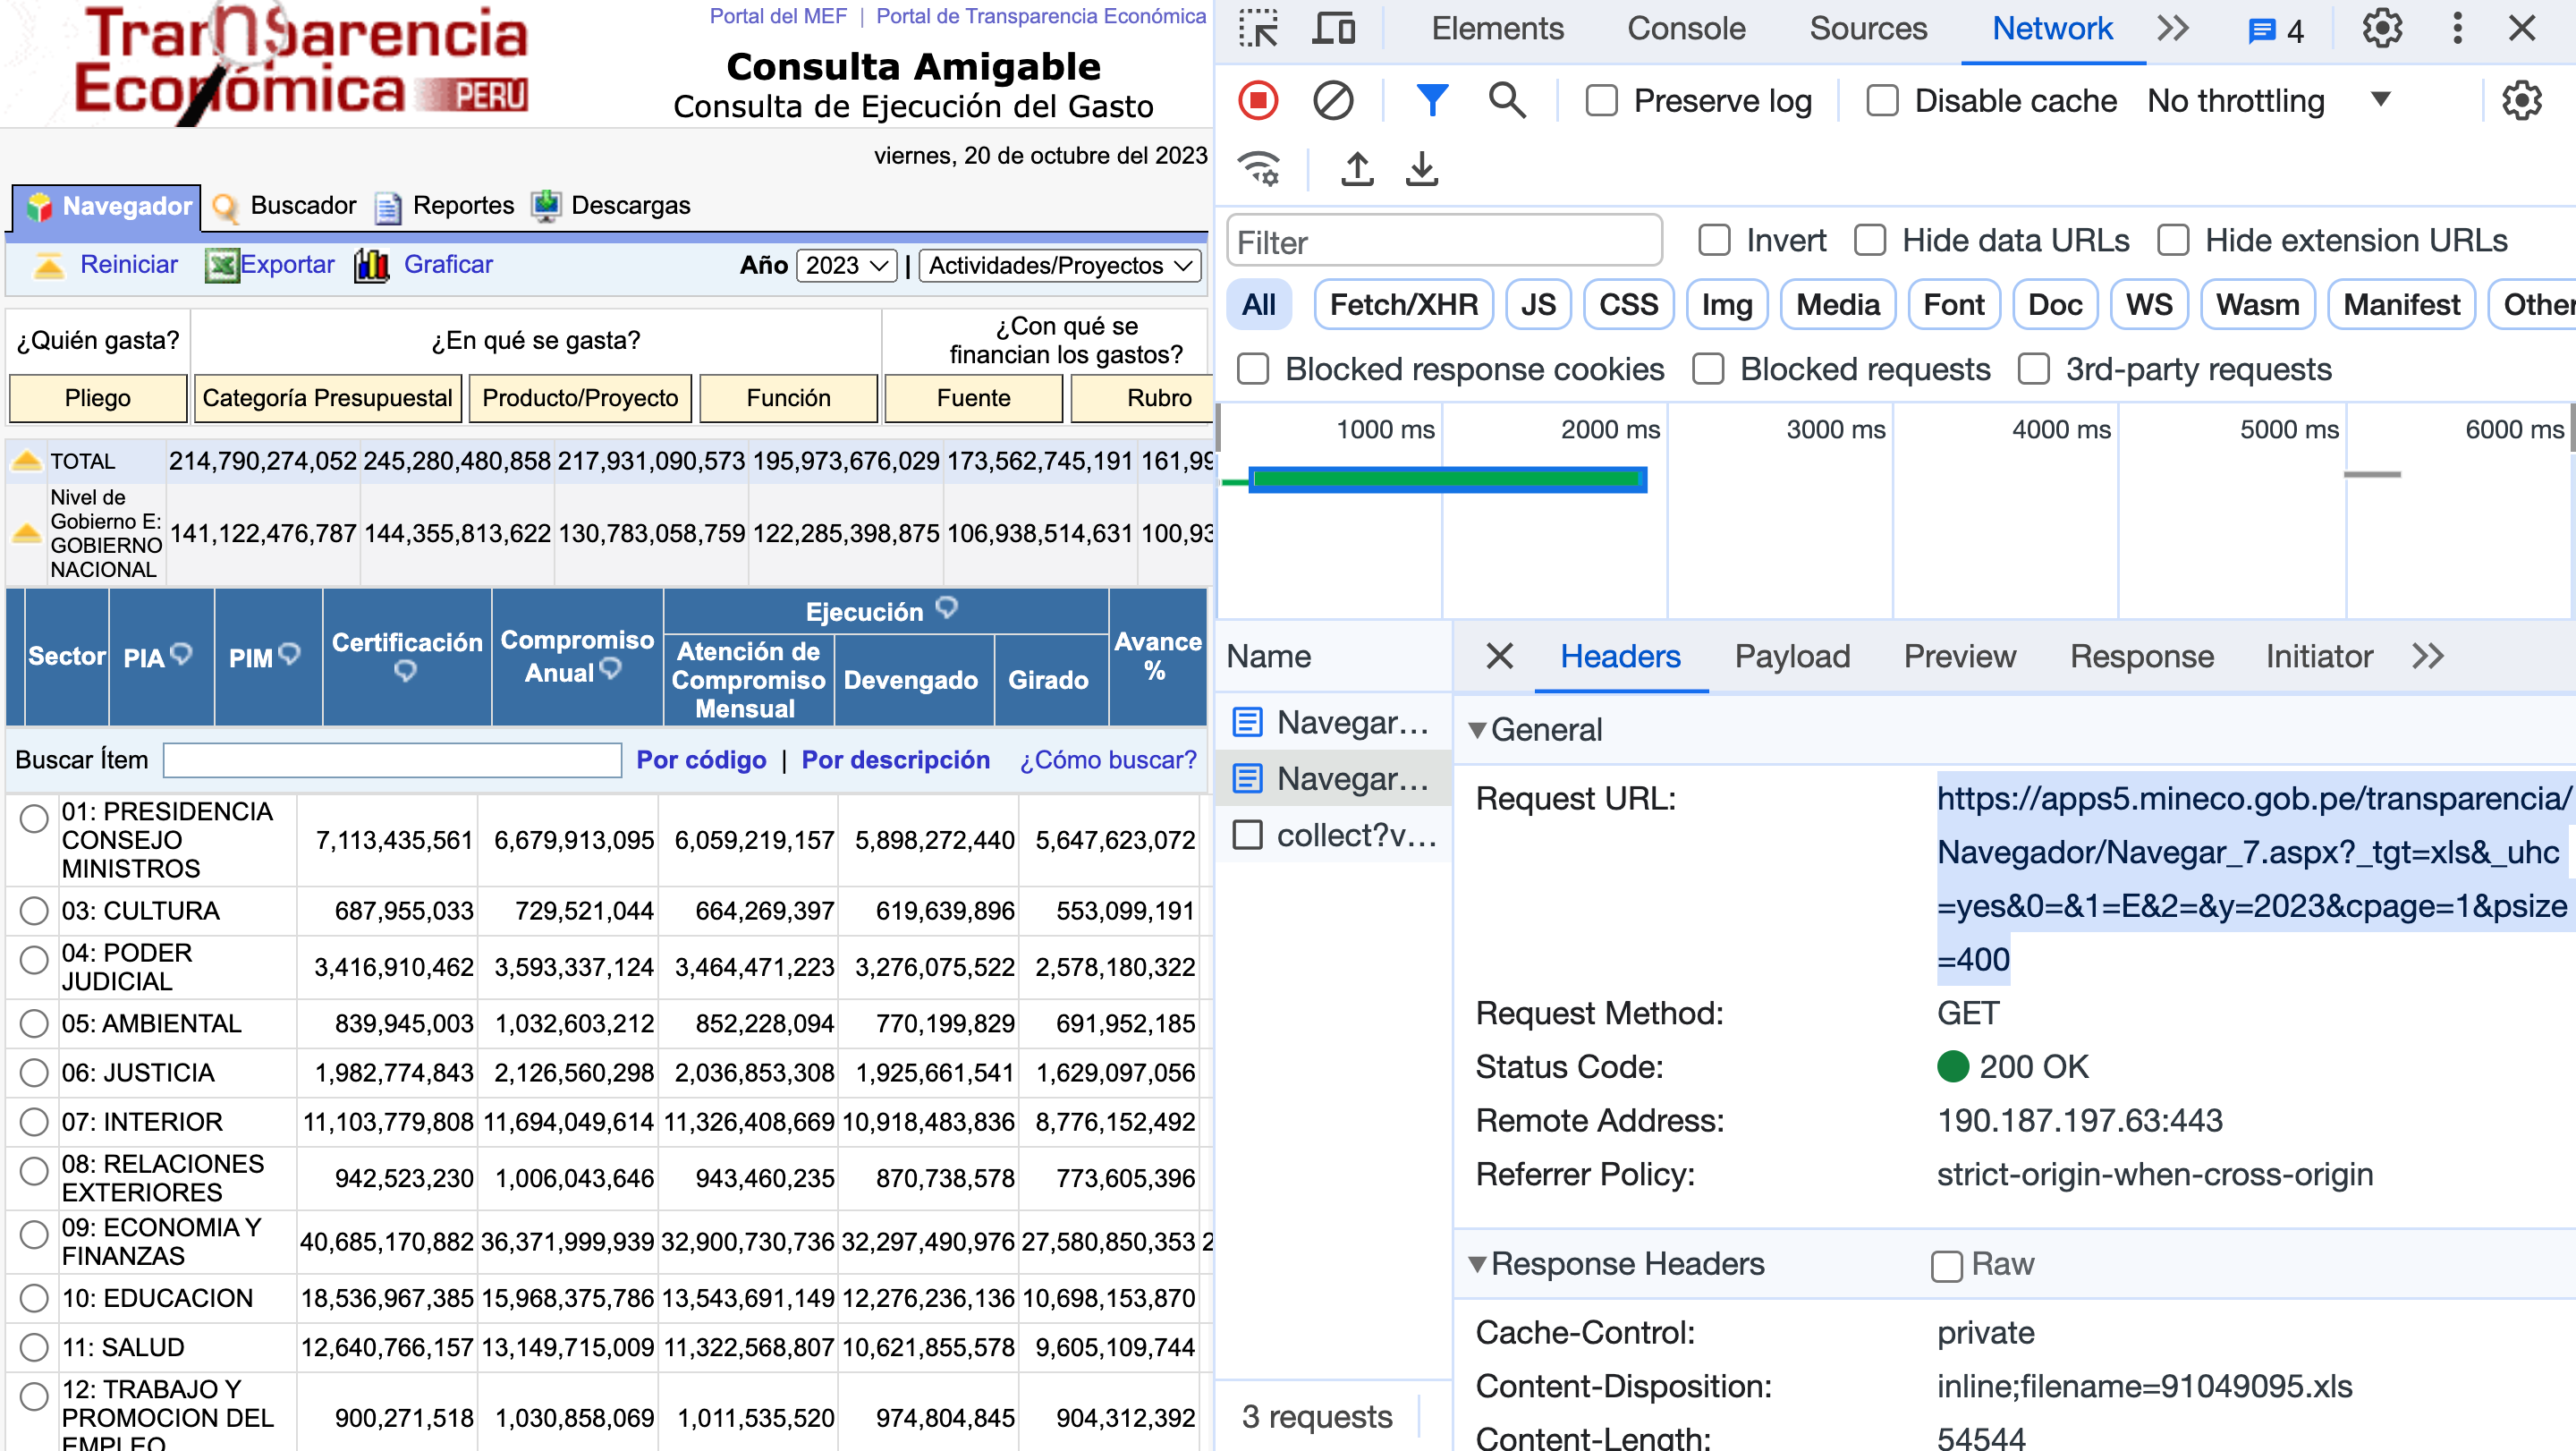 Transparencia
Económica PERU
Portal del MEF | Portal de Transparencia Económica
Consulta Amigable
Consulta de Ejecución del Gasto
viernes, 20 de octubre del 2023
Navegador Buscador Reportes Descargas
Reiniciar Exportar Graficar Año 2023 | Actividades/Proyectos
¿Quién gasta? ¿En qué se gasta? ¿Con qué se
financian los gastos?
Pliego Categoría Presupuestal Producto/Proyecto Función Fuente Rubro
TOTAL 214,790,274,052 245,280,480,858 217,931,090,573 195,973,676,029 173,562,745,191 161,99
Nivel de
Gobierno E:
GOBIERNO
NACIONAL
141,122,476,787 144,355,813,622 130,783,058,759 122,285,398,875 106,938,514,631 100,93
Sector PIA PIM Certificación Compromiso
Anual
Ejecución
Atención de
Compromiso
Mensual
Devengado Girado
Avance
%
Buscar Ítem Por código | Por descripción ¿Cómo buscar?
01: PRESIDENCIA
CONSEJO
MINISTROS
7,113,435,561 6,679,913,095 6,059,219,157 5,898,272,440 5,647,623,072
03: CULTURA 687,955,033 729,521,044 664,269,397 619,639,896 553,099,191
04: PODER
JUDICIAL
3,416,910,462 3,593,337,124 3,464,471,223 3,276,075,522 2,578,180,322
05: AMBIENTAL 839,945,003 1,032,603,212 852,228,094 770,199,829 691,952,185
06: JUSTICIA 1,982,774,843 2,126,560,298 2,036,853,308 1,925,661,541 1,629,097,056
07: INTERIOR 11,103,779,808 11,694,049,614 11,326,408,669 10,918,483,836 8,776,152,492
08: RELACIONES
EXTERIORES
942,523,230 1,006,043,646 943,460,235 870,738,578 773,605,396
09: ECONOMIA Y
FINANZAS
40,685,170,882 36,371,999,939 32,900,730,736 32,297,490,976 27,580,850,353 2
10: EDUCACION 18,536,967,385 15,968,375,786 13,543,691,149 12,276,236,136 10,698,153,870
11: SALUD 12,640,766,157 13,149,715,009 11,322,568,807 10,621,855,578 9,605,109,744
12: TRABAJO Y
PROMOCION DEL
EMPLEO
900,271,518 1,030,858,069 1,011,535,520 974,804,845 904,312,392
Elements Console Sources Network 4
Preserve log Disable cache No throttling
Filter Invert Hide data URLs Hide extension URLs
All Fetch/XHR JS CSS Img Media Font Doc WS Wasm Manifest Other
Blocked response cookies Blocked requests 3rd-party requests
1000 ms 2000 ms 3000 ms 4000 ms 5000 ms 6000 ms
Name
Navegar...
Navegar...
collect?v...
3 requests
Headers Payload Preview Response Initiator
General
Request URL: https://apps5.mineco.gob.pe/transparencia/
Navegador/Navegar_7.aspx?_tgt=xls&_uhc
=yes&0=&1=E&2=&y=2023&cpage=1&psize
=400
Request Method: GET
Status Code: 200 OK
Remote Address: 190.187.197.63:443
Referrer Policy: strict-origin-when-cross-origin
Response Headers Raw
Cache-Control: private
Content-Disposition: inline;filename=91049095.xls
Content-Length: 54544